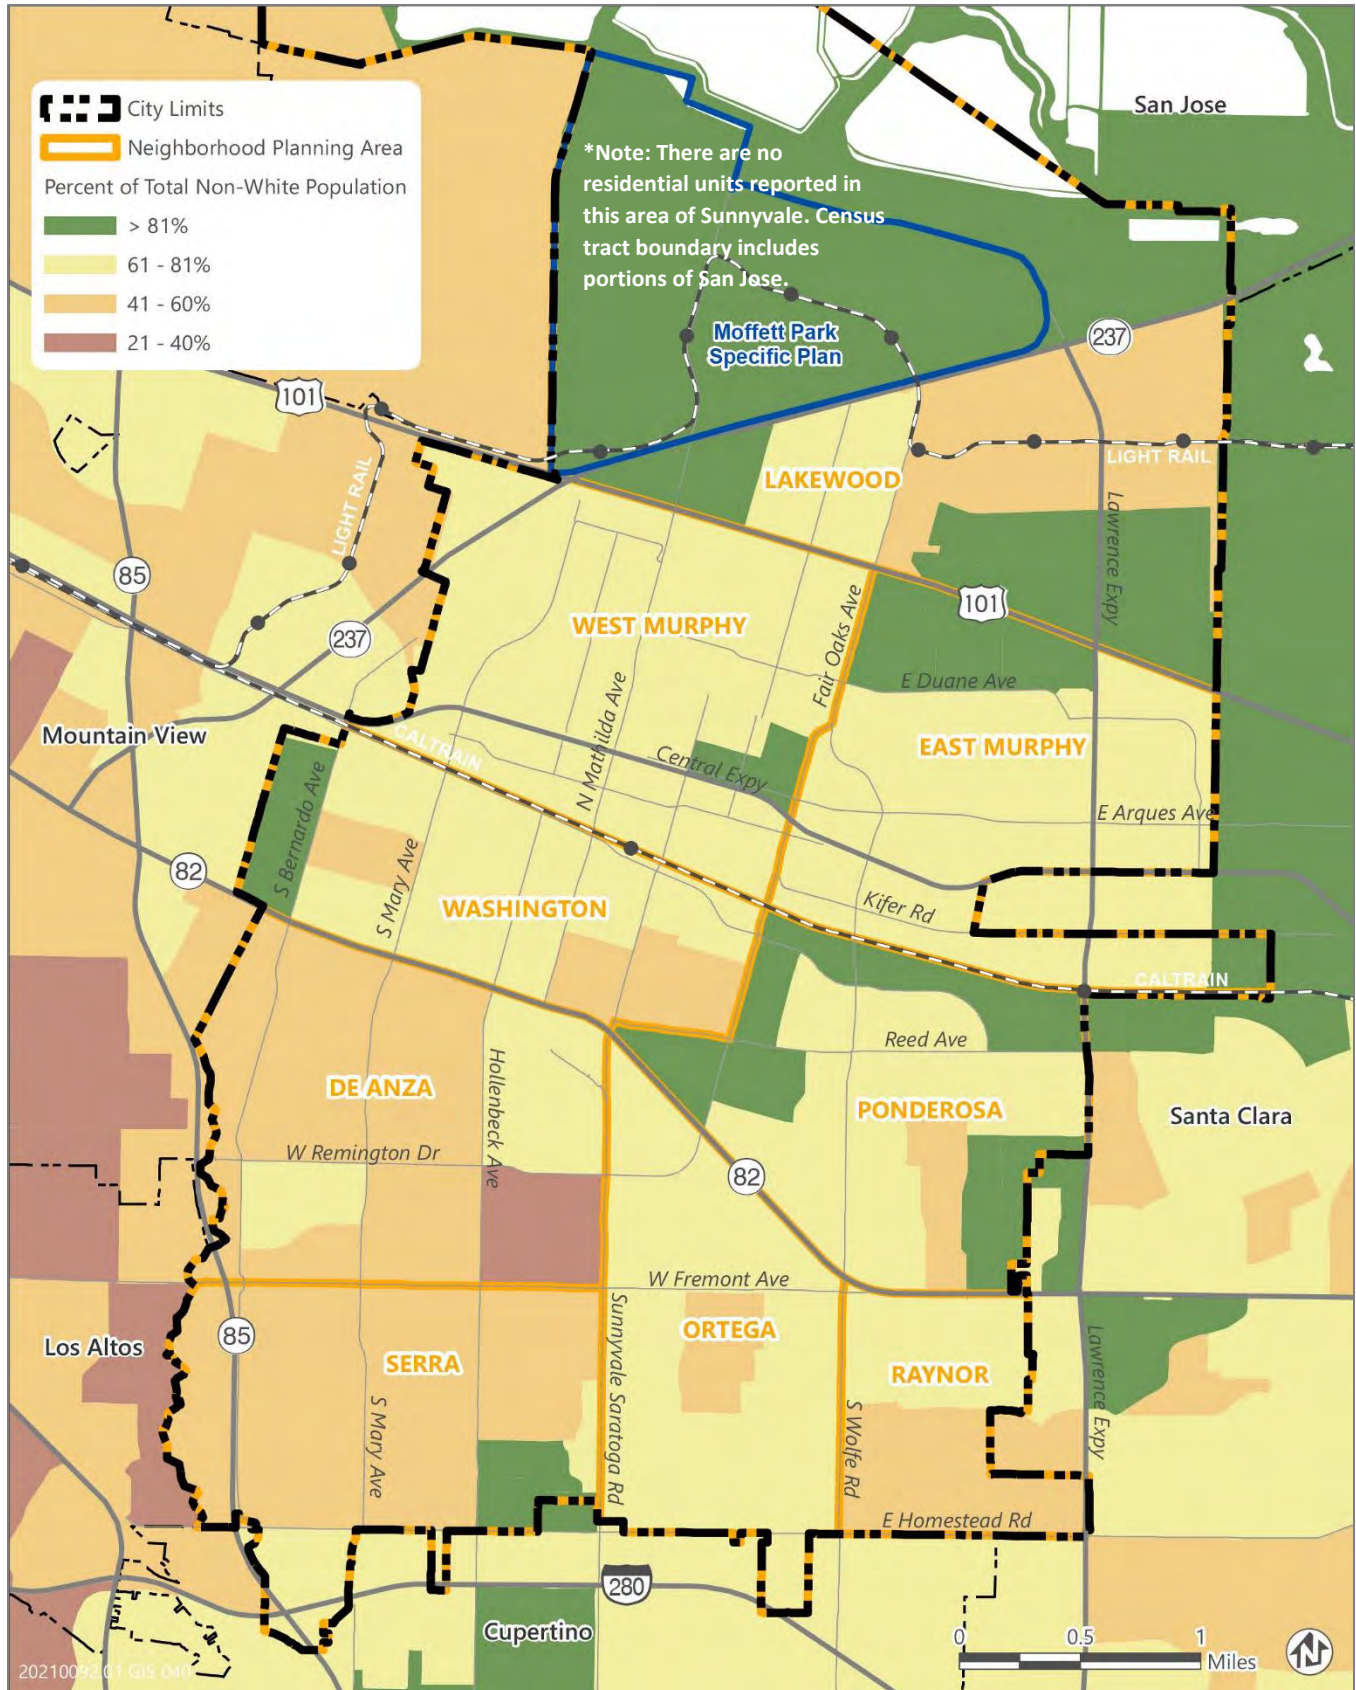 City Limits
Neighborhood Planning Area
Percent of Total Non-White Population
> 81%
61 - 81%
41 - 60%
21 - 40%
San Jose
*Note: There are no
residential units reported in
this area of Sunnyvale. Census
tract boundary includes
portions of San Jose.
Moffett Park
Specific Plan
237
101
LIGHT RAIL
LAKEWOOD
LIGHT RAIL
Lawrence Expy
85
237
101
WEST MURPHY
Fair Oaks Ave
E Duane Ave
N Mathilda Ave
Mountain View
CALTRAIN
EAST MURPHY
Central Expy
S Bernardo Ave
E Arques Ave
82
S Mary Ave
WASHINGTON
Kifer Rd
CALTRAIN
Reed Ave
DE ANZA
Hollenbeck Ave
PONDEROSA
Santa Clara
W Remington Dr
82
W Fremont Ave
Los Altos
85
SERRA
Sunnyvale Saratoga Rd
ORTEGA
RAYNOR
Lawrence Expy
S Mary Ave
S Wolfe Rd
E Homestead Rd
280
Cupertino
0 0.5 1
Miles
N
20210092.01 GIS 040